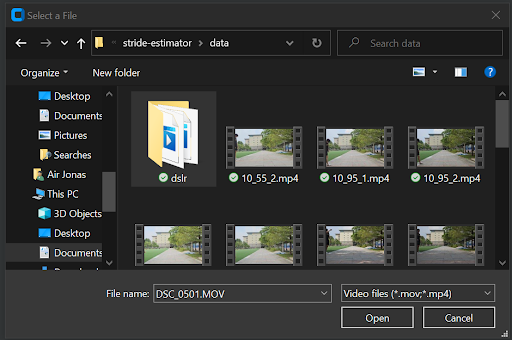 Select a File
stride-estimator > data
Search data
Organize
New folder
Desktop
Documents
Pictures
Searches
Air Jonas
This PC
3D Objects
Desktop
Documents
dslr
10_55_2.mp4
10_95_1.mp4
10_95_2.mp4
File name: DSC_0501.MOV
Video files (*.mov;*.mp4)
Open
Cancel